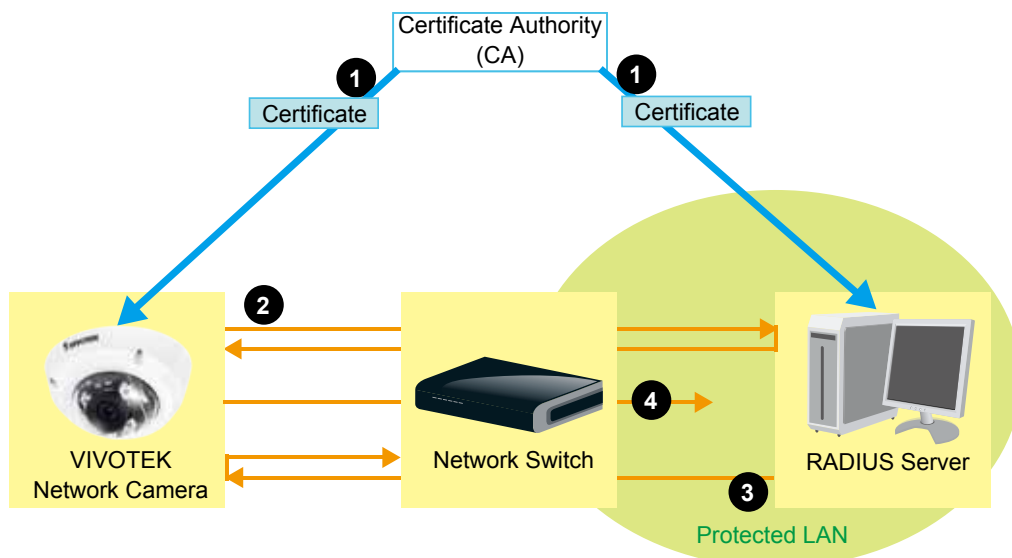 Certificate Authority
(CA)
1
1
Certificate
Certificate
2
4
VIVOTEK
Network Camera
Network Switch
RADIUS Server
3
Protected LAN